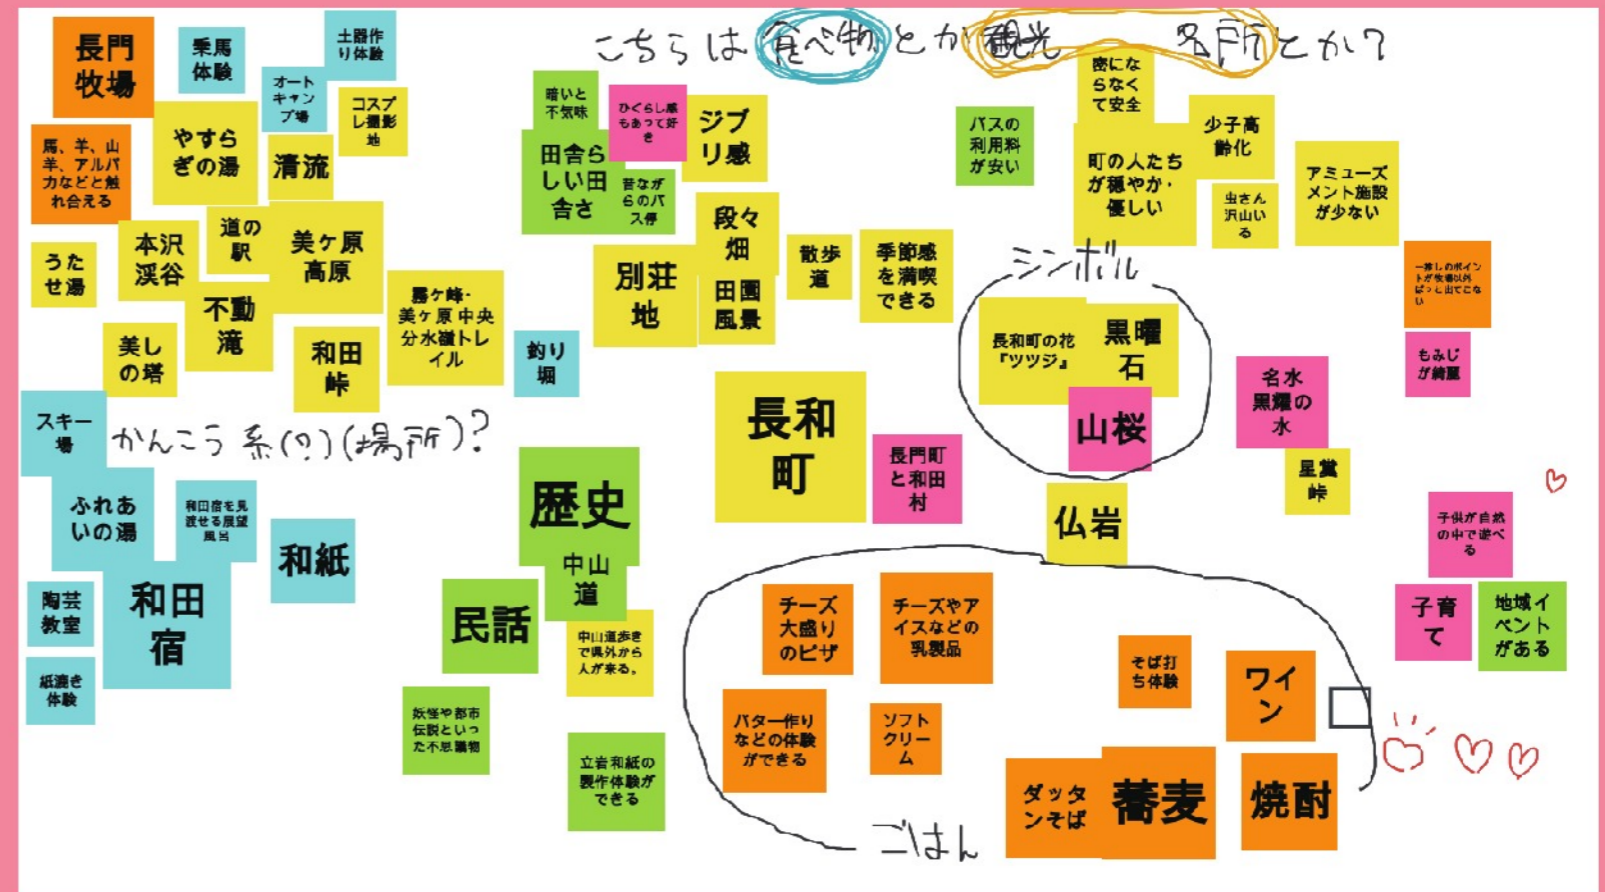 こちらは食べ物とか観光 名所とか?
長門
牧場
乗馬
体験
土器作
り体験
オート
キャン
プ場
コスプ
レ撮影
地
馬、羊、山
羊、アルパ
カなどと触
れ合える
やすら
ぎの湯
清流
うた
せ湯
本沢
渓谷
道の
駅
美ヶ原
高原
不動
滝
美し
の塔
和田
峠
霧ケ峰・
美ヶ原 中央
分水嶺トレ
イル
釣り
堀
暗いと
不気味
ひぐらし感
もあって好
き
ジブ
リ感
田舎ら
しい田
舎さ
昔なが
らのバ
ス停
段々
畑
別荘
地
田園
風景
散歩
道
季節感
を満喫
できる
バスの
利用料
が安い
密にな
らなく
て安全
町の人たち
が穏やか・
優しい
少子高
齢化
虫さん
沢山い
る
アミューズ
メント施設
が少ない
一推しのポイン
トが牧場以外
ぱっと出てこな
い
もみじ
が綺麗
シンボル
長和町の花
『ツツジ』
黒曜
石
山桜
名水
黒耀の
水
星糞
峠
仏岩
長和
町
長門町
と和田
村
スキー
場
かんこう系(?)(場所)?
ふれあ
いの湯
和田宿を見
渡せる展望
風呂
和紙
陶芸
教室
和田
宿
紙漉き
体験
歴史
中山
道
民話
中山道歩き
で県外から
人が来る。
妖怪や都市
伝説といっ
た不思議物
立岩和紙の
製作体験が
できる
チーズ
大盛り
のピザ
チーズやア
イスなどの
乳製品
バター作り
などの体験
ができる
ソフト
クリー
ム
そば打
ち体験
ワイ
ン
ダッタ
ンそば
蕎麦
焼酎
ごはん
子供が自然
の中で遊べ
る
子育
て
地域イ
ベント
がある